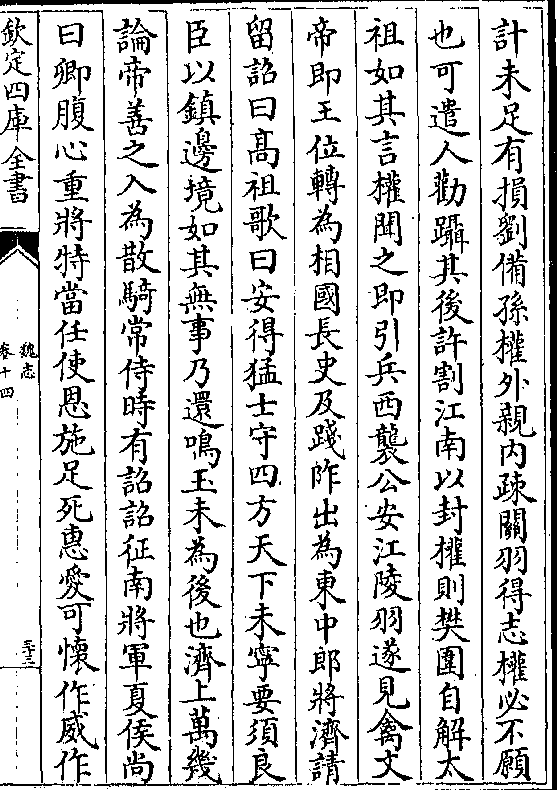 計未足有損劉備孫權外親内疎關羽得志權必不願
也可遣人勸躡其後許割江南以封權則樊圍自解太
祖如其言權聞之即引兵西襲公安江陵羽遂見禽文
帝即王位轉為相國長史及踐阼出為東中郎將濟請
留詔曰髙祖歌曰安得猛士守四方天下未寧要須良
臣以鎮邊境如其無事乃還鳴玉未為後也濟上萬幾
論帝善之入為散騎常侍時有詔詔征南將軍夏侯尚
曰卿腹心重將特當任使恩施足死惠愛可懷作威作
欽定四庫全書
魏志
卷十四
三十三